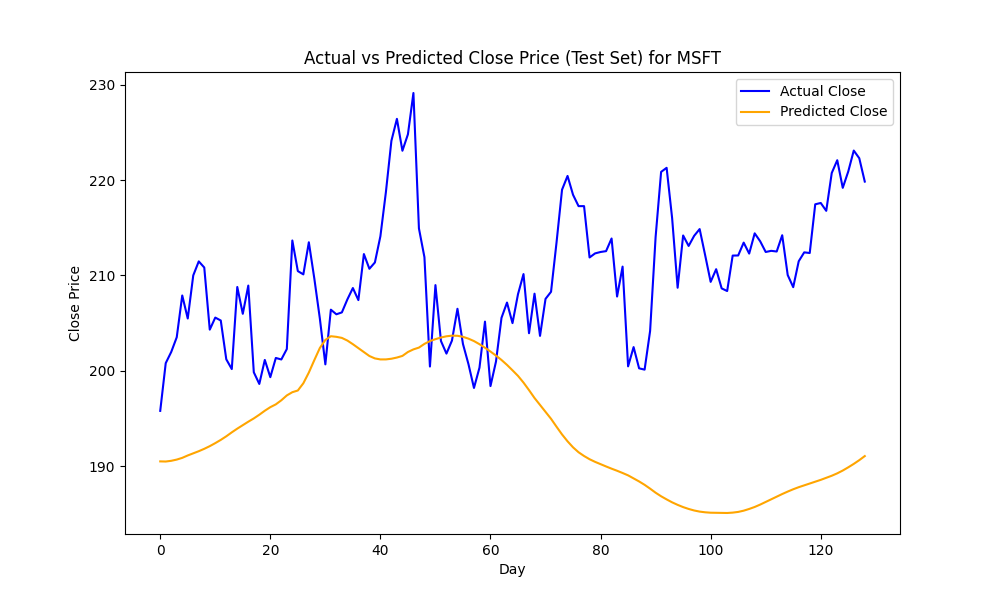 Actual vs Predicted Close Price (Test Set) for MSFT
Actual Close
Predicted Close
230
220
210
200
190
Close Price
0 20 40 60 80 100 120
Day